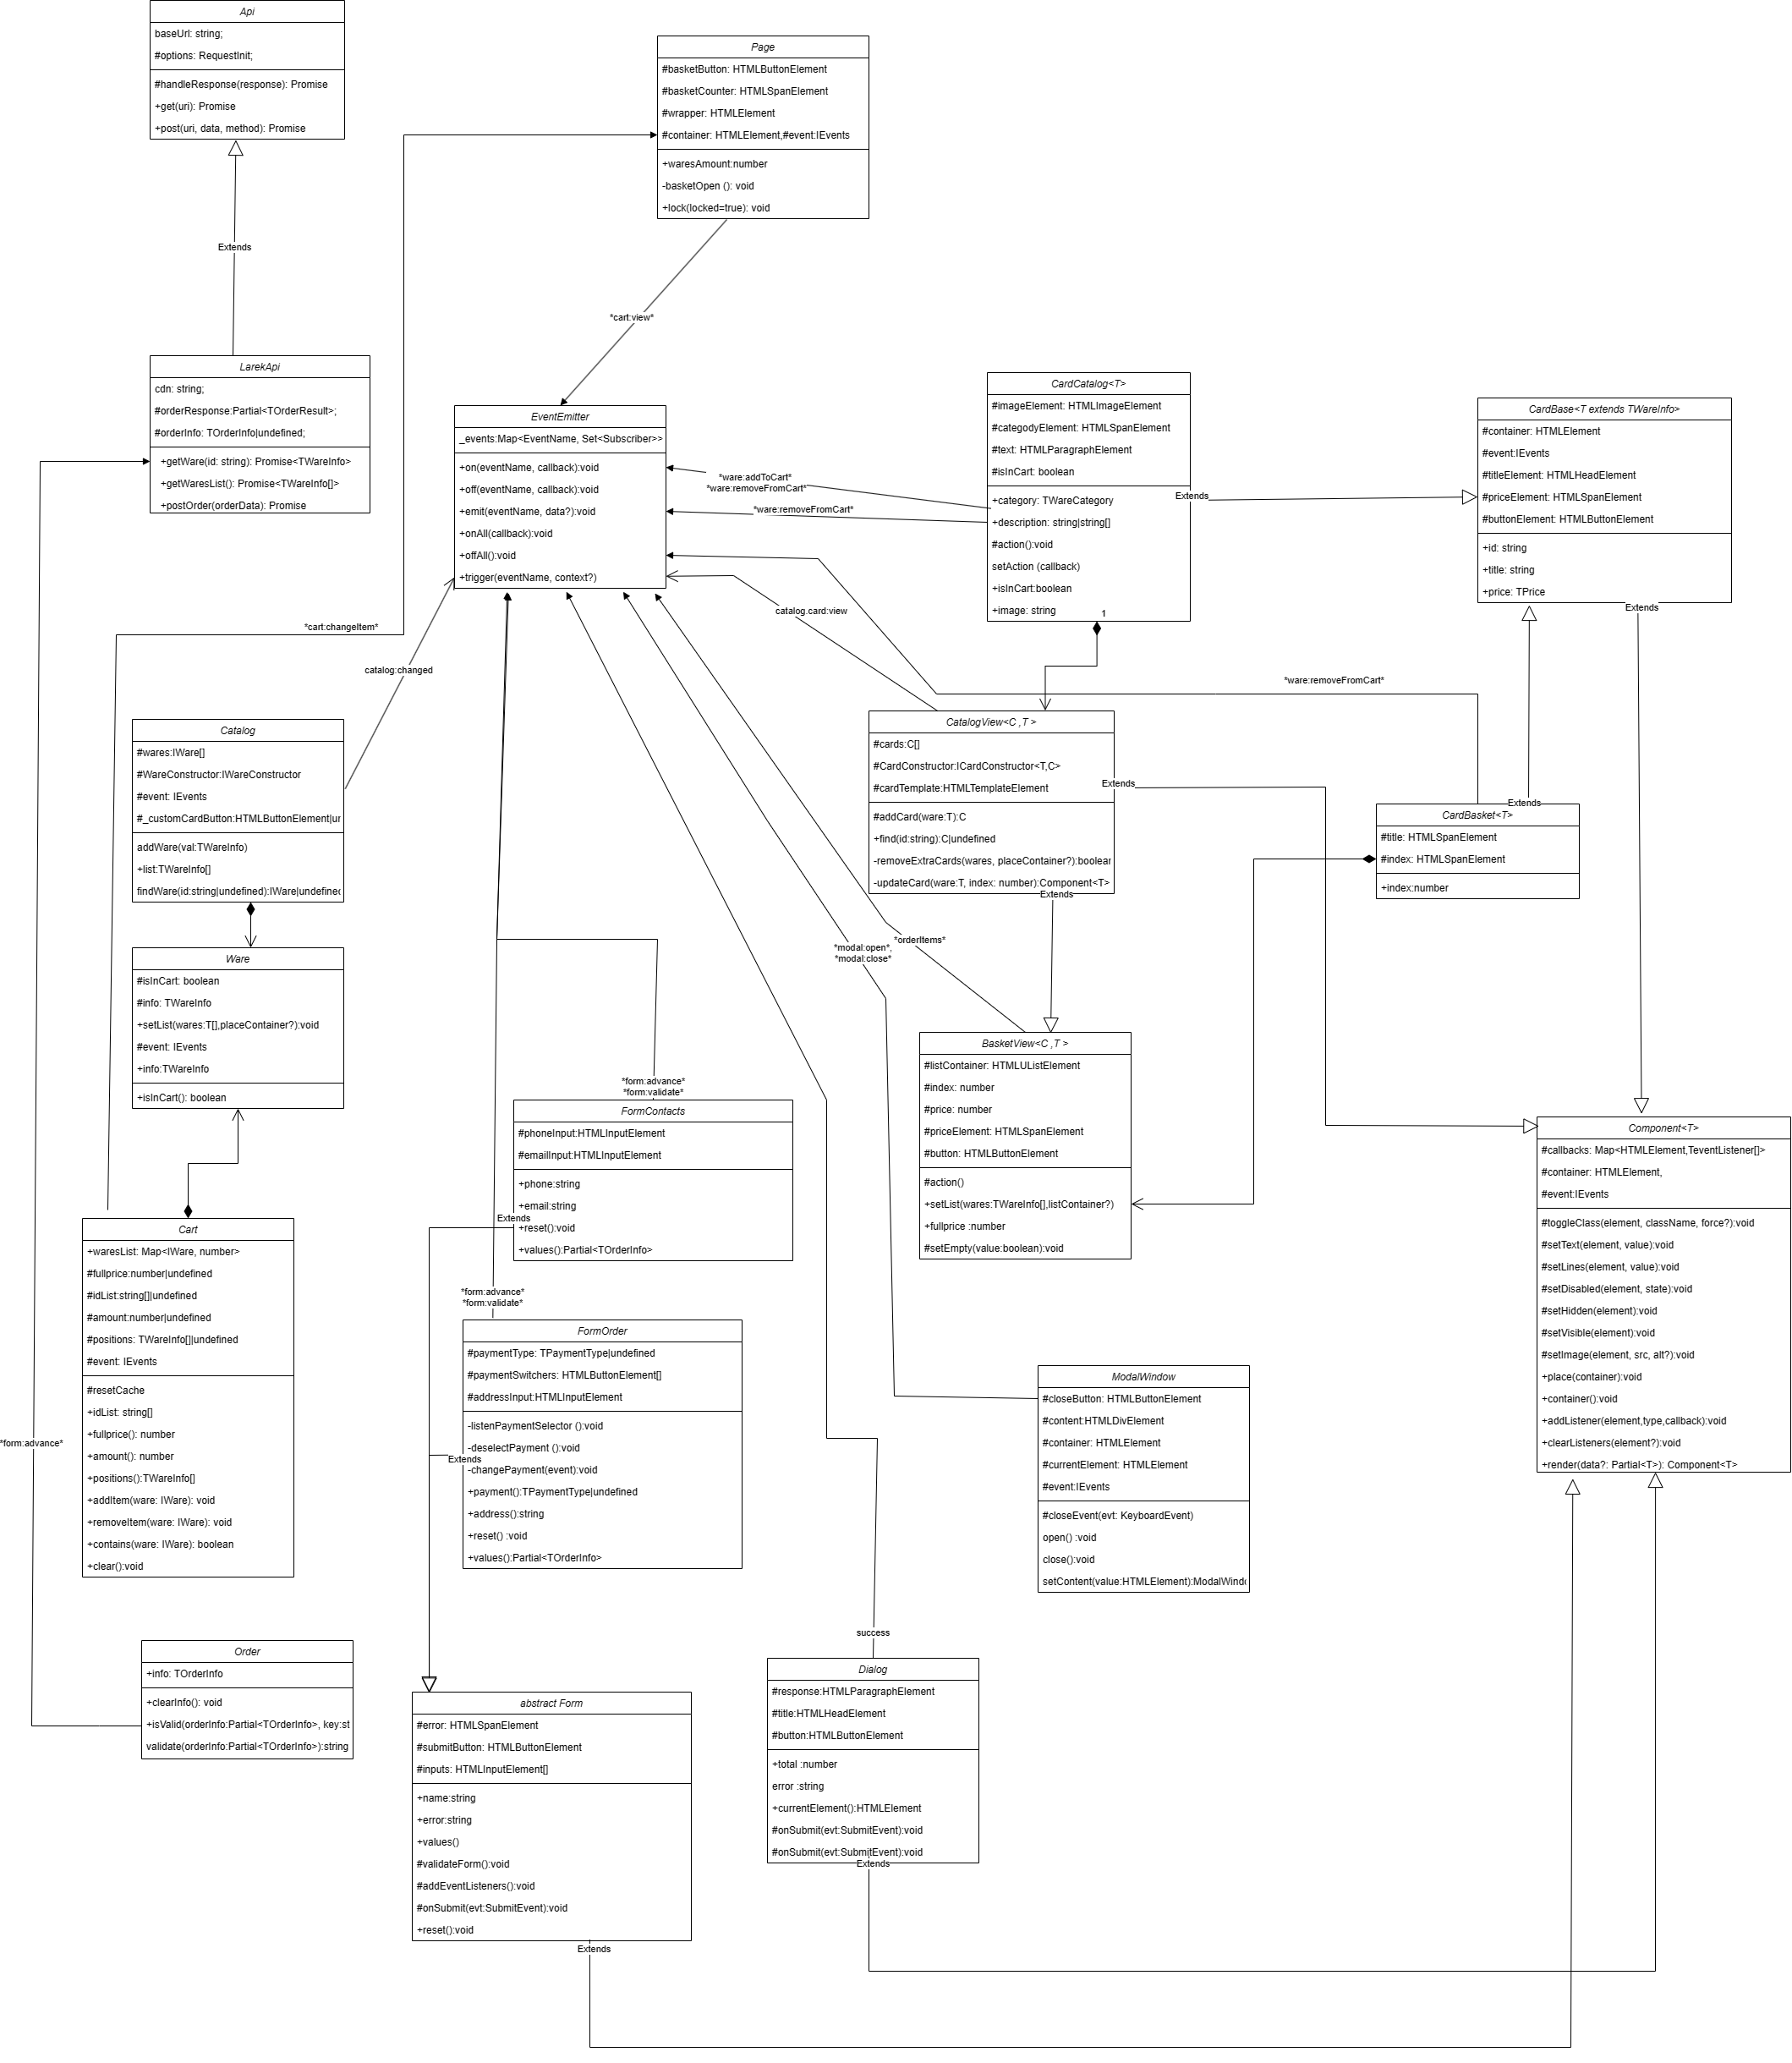 Api
baseUrl: string;
#options: RequestInit;
#handleResponse(response): Promise
+get(uri): Promise
+post(uri, data, method): Promise
Extends
Page
#basketButton: HTMLButtonElement
#basketCounter: HTMLSpanElement
#wrapper: HTMLElement
#container: HTMLElement,#event:IEvents
+waresAmount:number
-basketOpen (): void
+lock(locked=true): void
*cart:view*
LarekApi
cdn: string;
#orderResponse:Partial<TOrderResult>;
#orderInfo: TOrderInfo|undefined;
+getWare(id: string): Promise<TWareInfo>
+getWaresList(): Promise<TWareInfo[]>
+postOrder(orderData): Promise
EventEmitter
_events:Map<EventName, Set<Subscriber>>
+on(eventName, callback):void
+off(eventName, callback):void
+emit(eventName, data?):void
+onAll(callback):void
+offAll():void
+trigger(eventName, context?)
*ware:addToCart*
*ware:removeFromCart*
*ware:removeFromCart*
CardCatalog<T>
#imageElement: HTMLImageElement
#categodyElement: HTMLSpanElement
#text: HTMLParagraphElement
#isInCart: boolean
+category: TWareCategory
+description: string|string[]
#action():void
setAction (callback)
+isInCart:boolean
+image: string
1
Extends
CardBase<T extends TWareInfo>
#container: HTMLElement
#event:IEvents
#titleElement: HTMLHeadElement
#priceElement: HTMLSpanElement
#buttonElement: HTMLButtonElement
+id: string
+title: string
+price: TPrice
Extends
catalog.card:view
*cart:changeItem*
catalog:changed
*ware:removeFromCart*
Catalog
#wares:IWare[]
#WareConstructor:IWareConstructor
#event: IEvents
#_customCardButton:HTMLButtonElement|ur
addWare(val:TWareInfo)
+list:TWareInfo[]
findWare(id:string|undefined):IWare|undefined
CatalogView<C ,T >
#cards:C[]
#CardConstructor:ICardConstructor<T,C>
#cardTemplate:HTMLTemplateElement
#addCard(ware:T):C
+find(id:string):C|undefined
-removeExtraCards(wares, placeContainer?):boolean
-updateCard(ware:T, index: number):Component<T>
Extends
Extends
Extends
CardBasket<T>
#title: HTMLSpanElement
#index: HTMLSpanElement
+index:number
*orderItems*
*modal:open*,
*modal:close*
Ware
#isInCart: boolean
#info: TWareInfo
+setList(wares:T[],placeContainer?):void
#event: IEvents
+info:TWareInfo
+isInCart(): boolean
BasketView<C ,T >
#listContainer: HTMLUListElement
#index: number
#price: number
#priceElement: HTMLSpanElement
#button: HTMLButtonElement
#action()
+setList(wares:TWareInfo[],listContainer?)
+fullprice :number
#setEmpty(value:boolean):void
*form:advance*
*form:validate*
FormContacts
#phoneInput:HTMLInputElement
#emailInput:HTMLInputElement
+phone:string
+email:string
+reset():void
+values():Partial<TOrderInfo>
Extends
Component<T>
#callbacks: Map<HTMLElement,TeventListener[]>
#container: HTMLElement,
#event:IEvents
#toggleClass(element, className, force?):void
#setText(element, value):void
#setLines(element, value):void
#setDisabled(element, state):void
#setHidden(element):void
#setVisible(element):void
#setImage(element, src, alt?):void
+place(container):void
+container():void
+addListener(element,type,callback):void
+clearListeners(element?):void
+render(data?: Partial<T>): Component<T>
Cart
+waresList: Map<IWare, number>
#fullprice:number|undefined
#idList:string[]|undefined
#amount:number|undefined
#positions: TWareInfo[]|undefined
#event: IEvents
#resetCache
+idList: string[]
+fullprice(): number
+amount(): number
+positions():TWareInfo[]
+addItem(ware: IWare): void
+removeItem(ware: IWare): void
+contains(ware: IWare): boolean
+clear():void
*form:advance*
*form:validate*
FormOrder
#paymentType: TPaymentType|undefined
#paymentSwitchers: HTMLButtonElement[]
#addressInput:HTMLInputElement
-listenPaymentSelector ():void
-deselectPayment ():void
-changePayment(event):void
+payment():TPaymentType|undefined
+address():string
+reset() :void
+values():Partial<TOrderInfo>
Extends
ModalWindow
#closeButton: HTMLButtonElement
#content:HTMLDivElement
#container: HTMLElement
#currentElement: HTMLElement
#event:IEvents
#closeEvent(evt: KeyboardEvent)
open() :void
close():void
setContent(value:HTMLElement):ModalWindo
*form:advance*
Order
+info: TOrderInfo
+clearInfo(): void
+isValid(orderInfo:Partial<TOrderInfo>, key:st
validate(orderInfo:Partial<TOrderInfo>):string
success
Dialog
#response:HTMLParagraphElement
#title:HTMLHeadElement
#button:HTMLButtonElement
+total :number
error :string
+currentElement():HTMLElement
#onSubmit(evt:SubmitEvent):void
#onSubmit(evt:SubmitEvent):void
Extends
abstract Form
#error: HTMLSpanElement
#submitButton: HTMLButtonElement
#inputs: HTMLInputElement[]
+name:string
+error:string
+values()
#validateForm():void
#addEventListeners():void
#onSubmit(evt:SubmitEvent):void
+reset():void
Extends